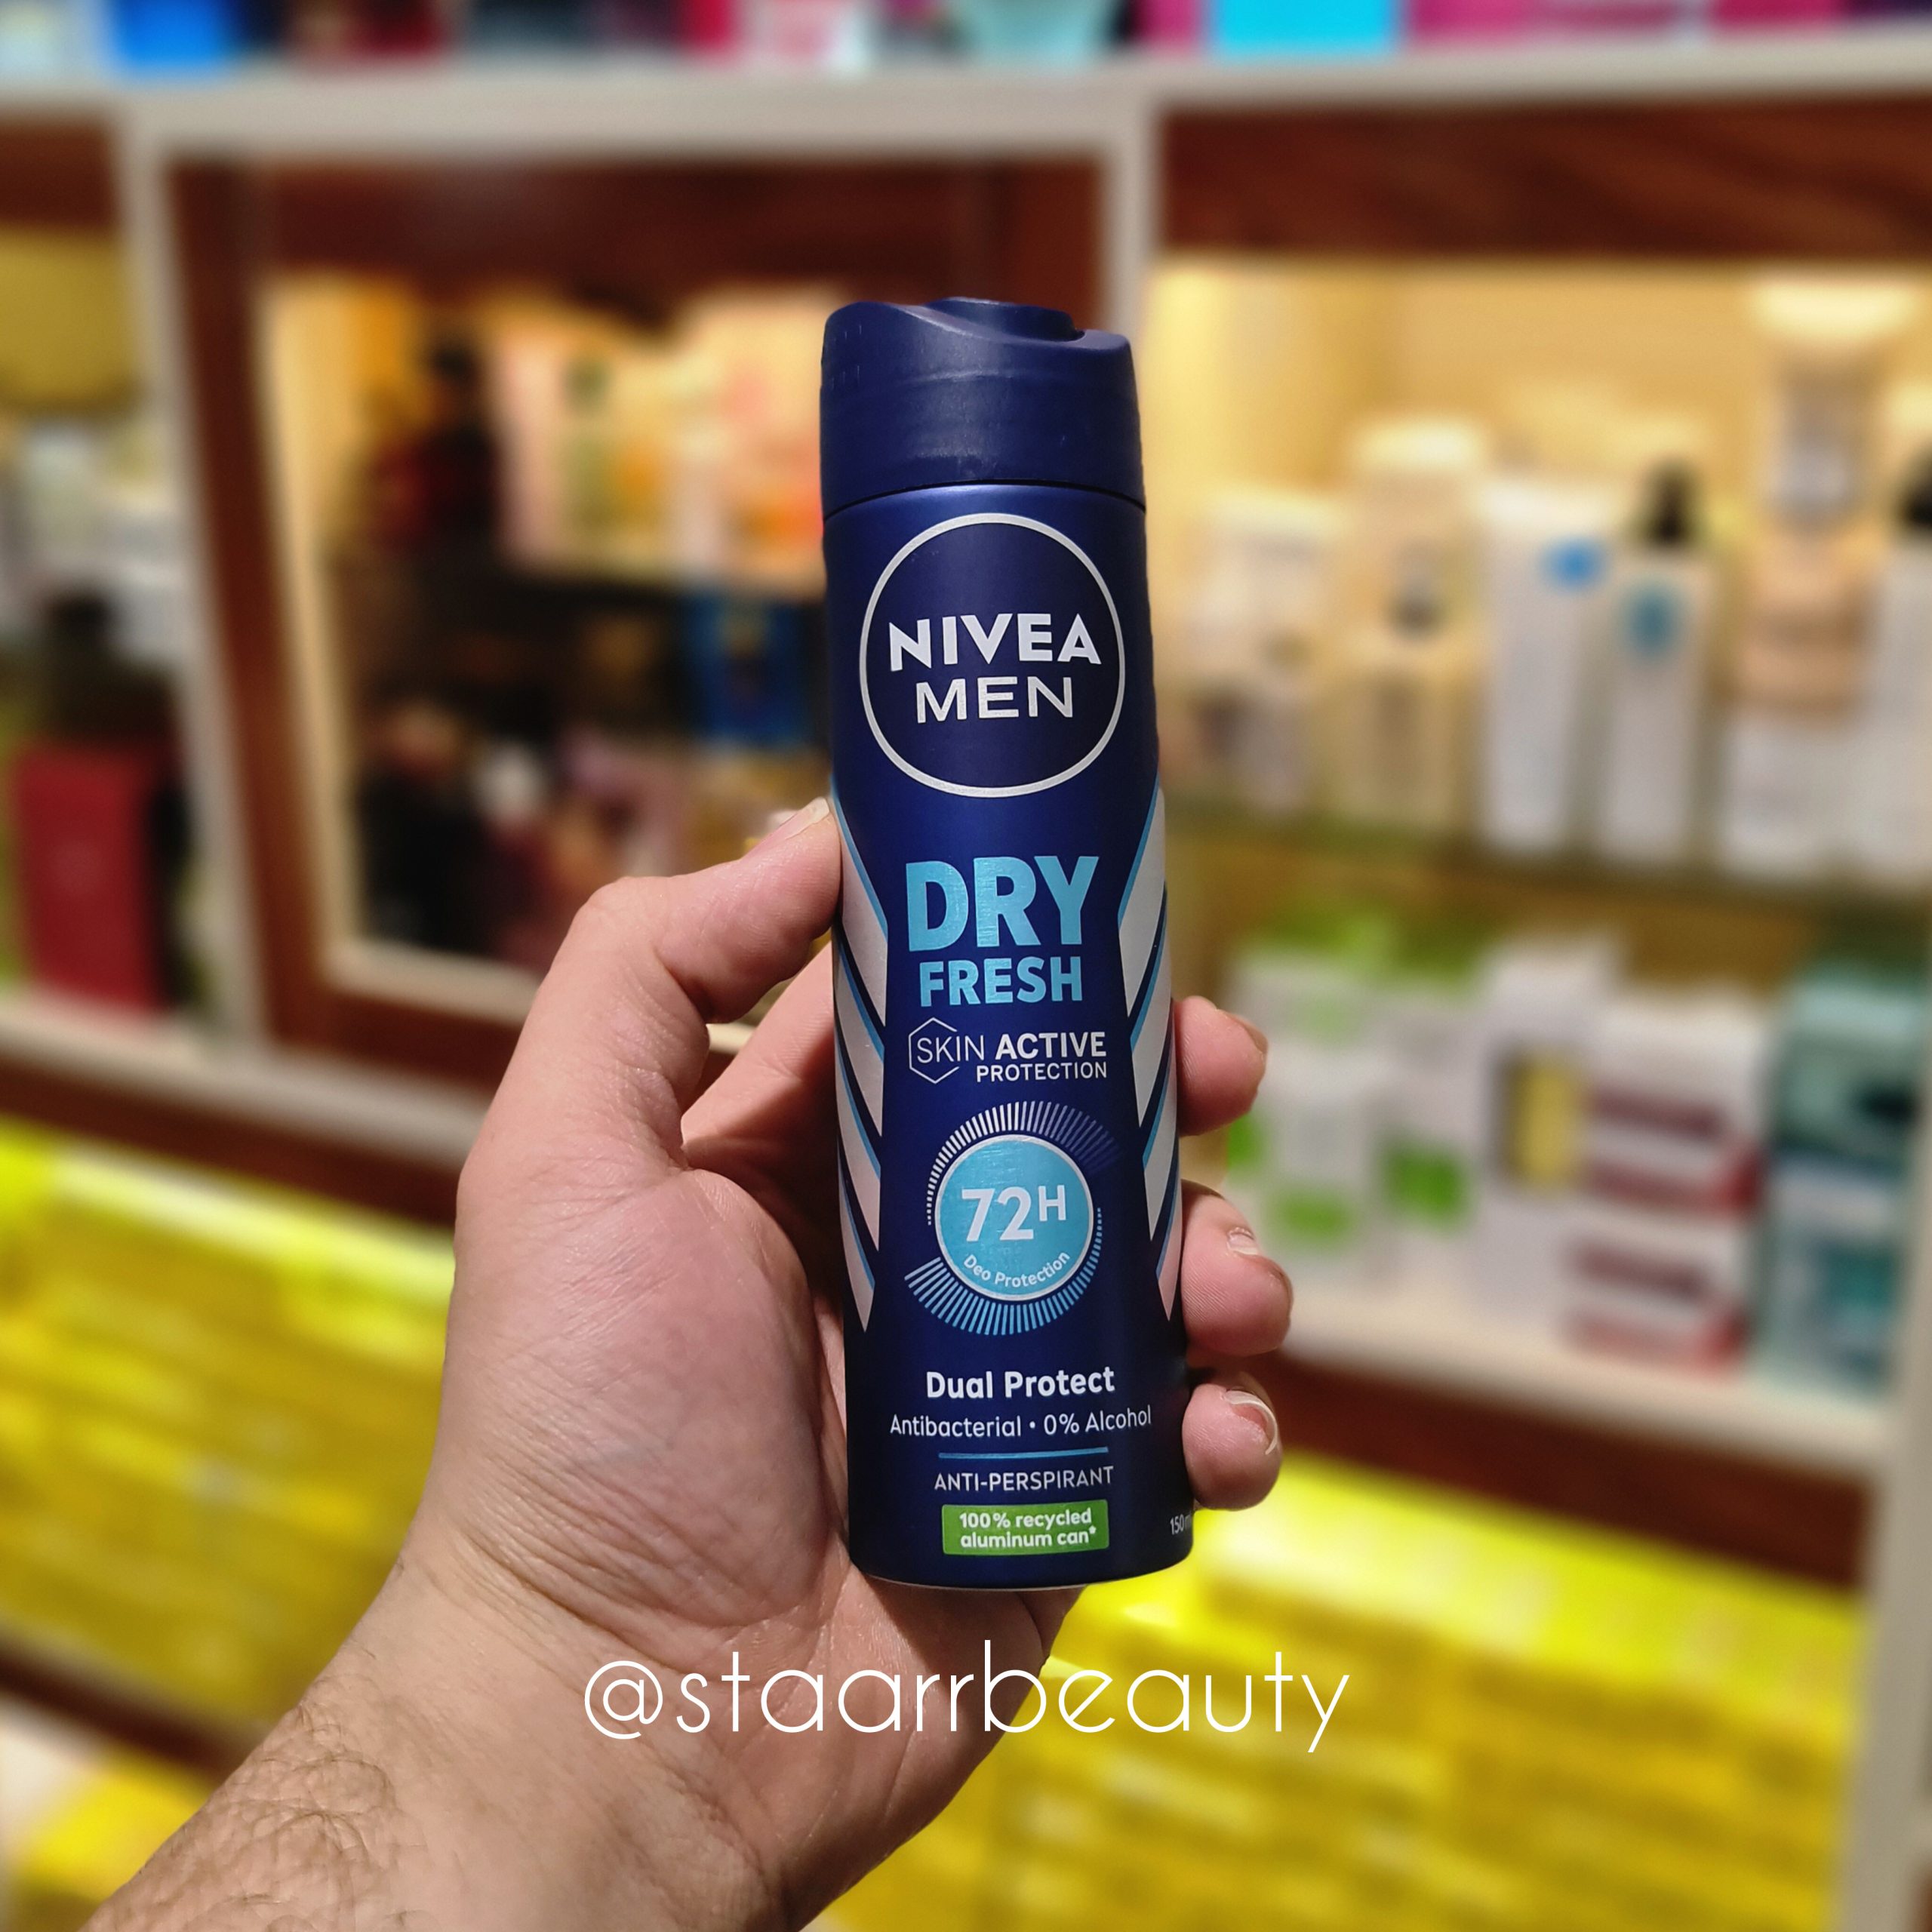 NIVEA
MEN
DRY
FRESH
SKIN ACTIVE
PROTECTION
72H
Deo Protection
Dual Protect
Antibacterial • 0% Alcohol
ANTI-PERSPIRANT
100% recycled
aluminum can*
150
@staarrbeauty